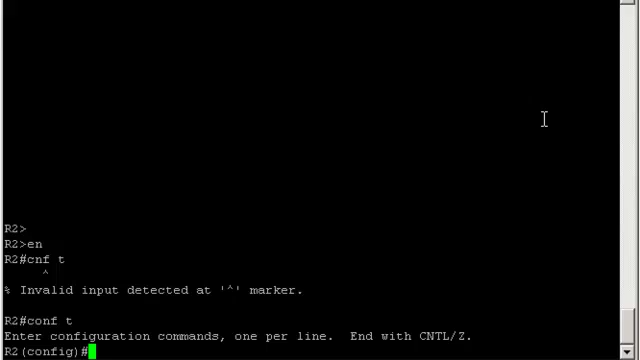 R2>
R2>en
R2#cnf t
^
% Invalid input detected at '^' marker.
R2#conf t
Enter configuration commands, one per line.  End with CNTL/Z.
R2(config)#